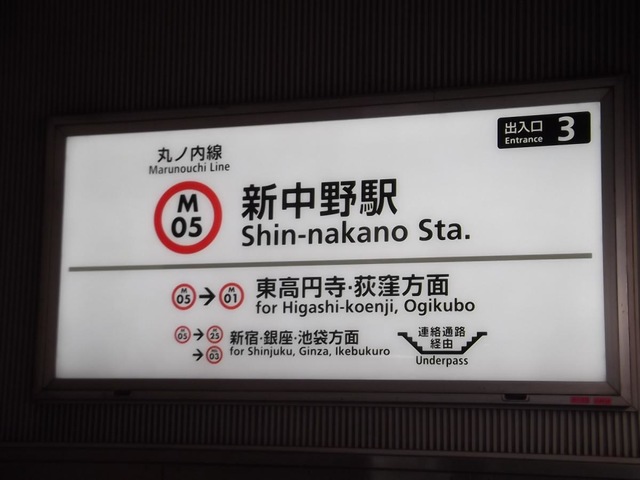 出入口 3
Entrance
丸ノ内線
Marunouchi Line
M
05
新中野駅
Shin-nakano Sta.
M 05 → M 01
東高円寺・荻窪方面
for Higashi-koenji, Ogikubo
M 05 → M 25
→ 03
新宿・銀座・池袋方面
for Shinjuku, Ginza, Ikebukuro
連絡通路
経由
Underpass